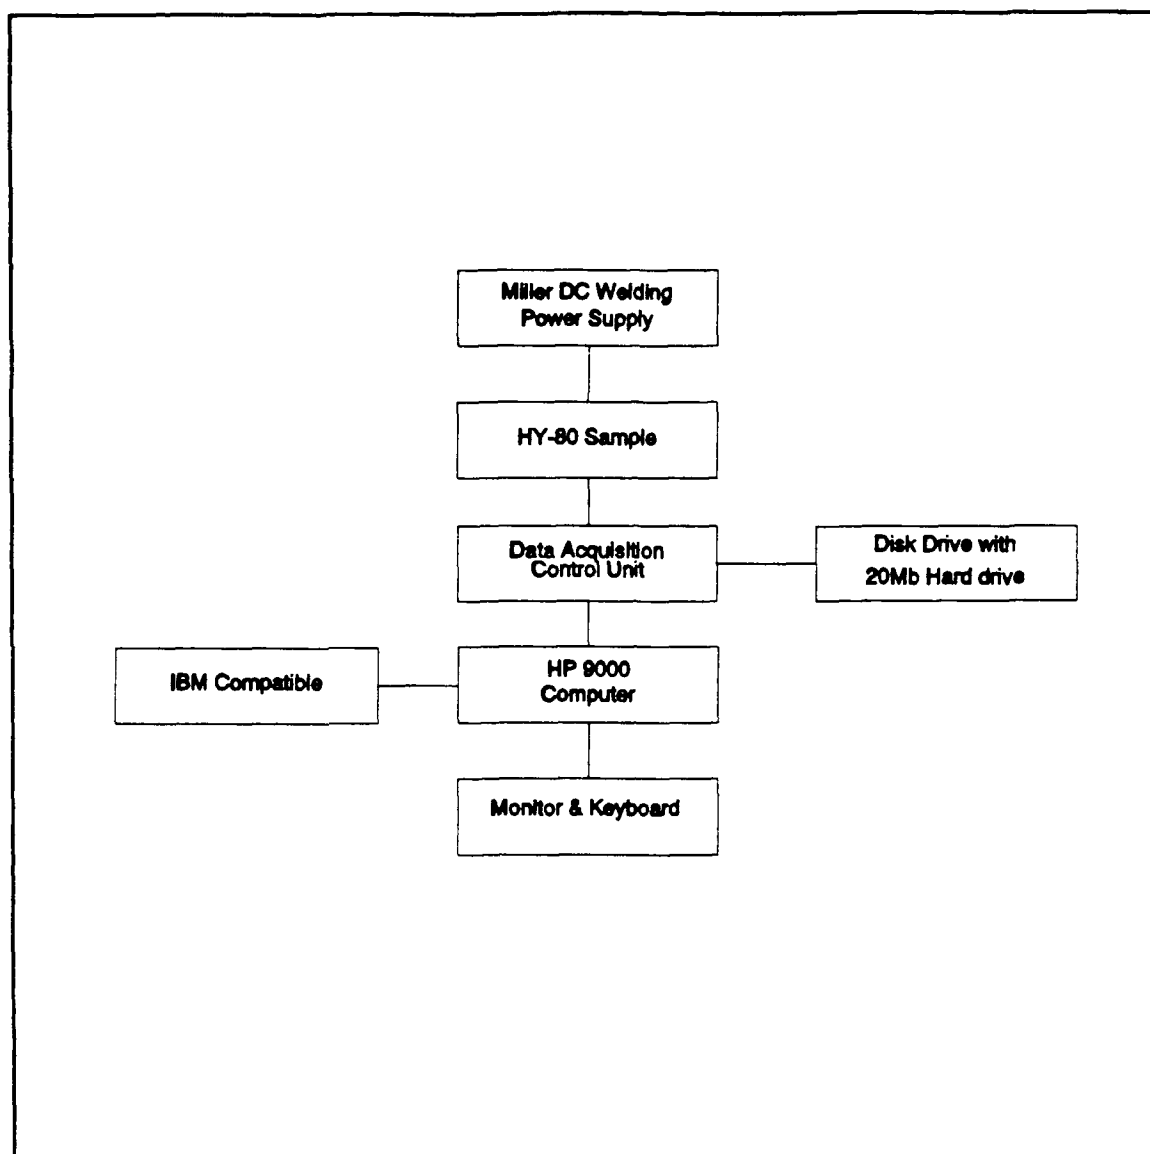 Miller DC Welding
Power Supply
HY-80 Sample
Data Acquisition
Control Unit
Disk Drive with
20Mb Hard drive
IBM Compatible
HP 9000
Computer
Monitor & Keyboard